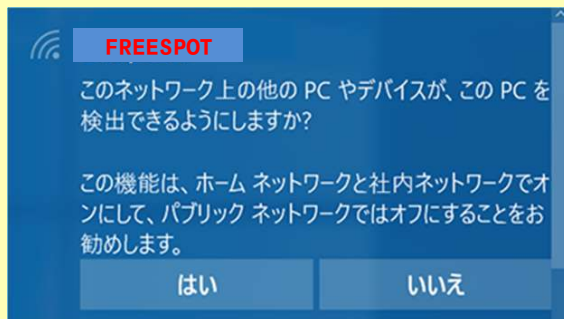 FREESPOT
このネットワーク上の他の PC やデバイスが、この PC を
検出できるようにしますか?
この機能は、ホーム ネットワークと社内ネットワークでオ
ンにして、パブリック ネットワークではオフにすることをお
勧めします。
はい
いいえ